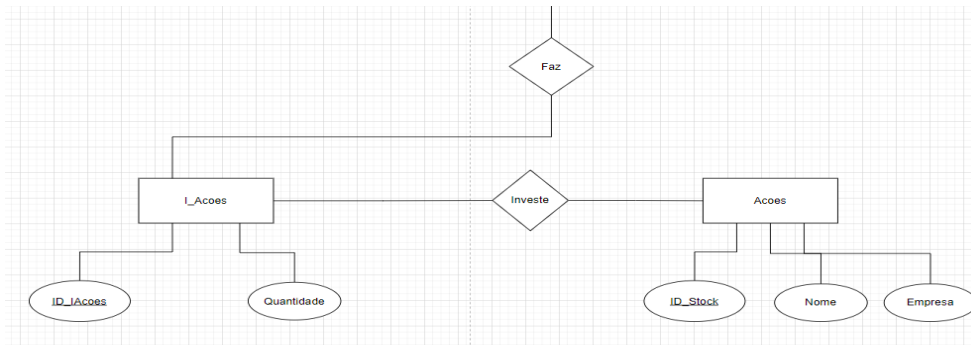 Faz
I_Acoes
Investe
Acoes
ID_IAcoes
Quantidade
ID_Stock
Nome
Empresa